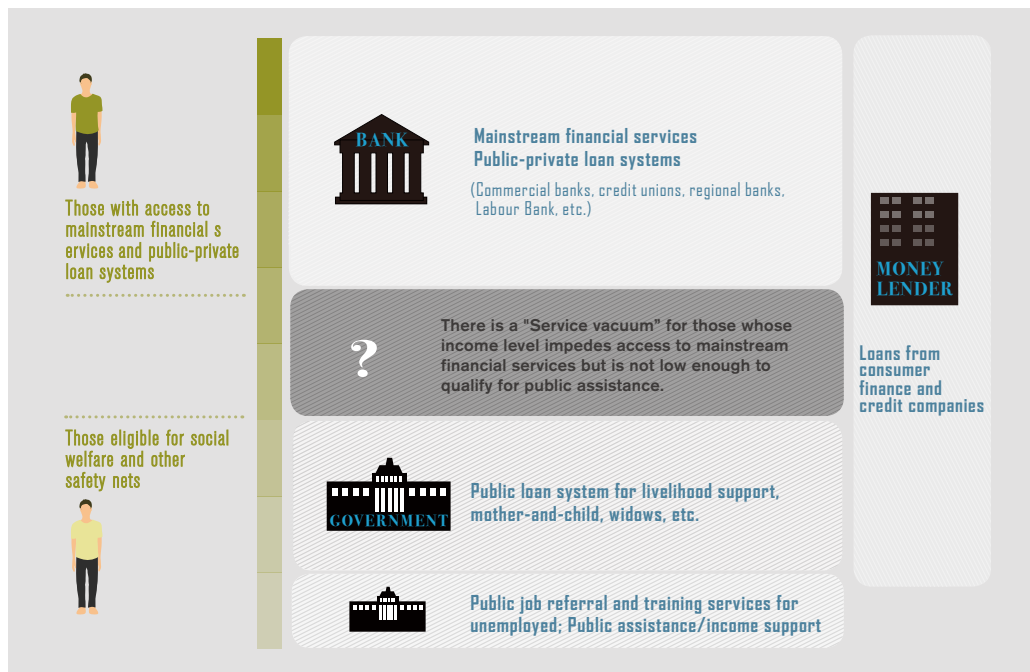 Those with access to
mainstream financial s
ervices and public-private
loan systems
BANK
Mainstream financial services
Public-private loan systems
(Commercial banks, credit unions, regional banks,
Labour Bank, etc.)
?
There is a "Service vacuum" for those whose
income level impedes access to mainstream
financial services but is not low enough to
qualify for public assistance.
Those eligible for social
welfare and other
safety nets
GOVERNMENT
Public loan system for livelihood support,
mother-and-child, widows, etc.
Public job referral and training services for
unemployed; Public assistance/income support
MONEY
LENDER
Loans from
consumer
finance and
credit companies